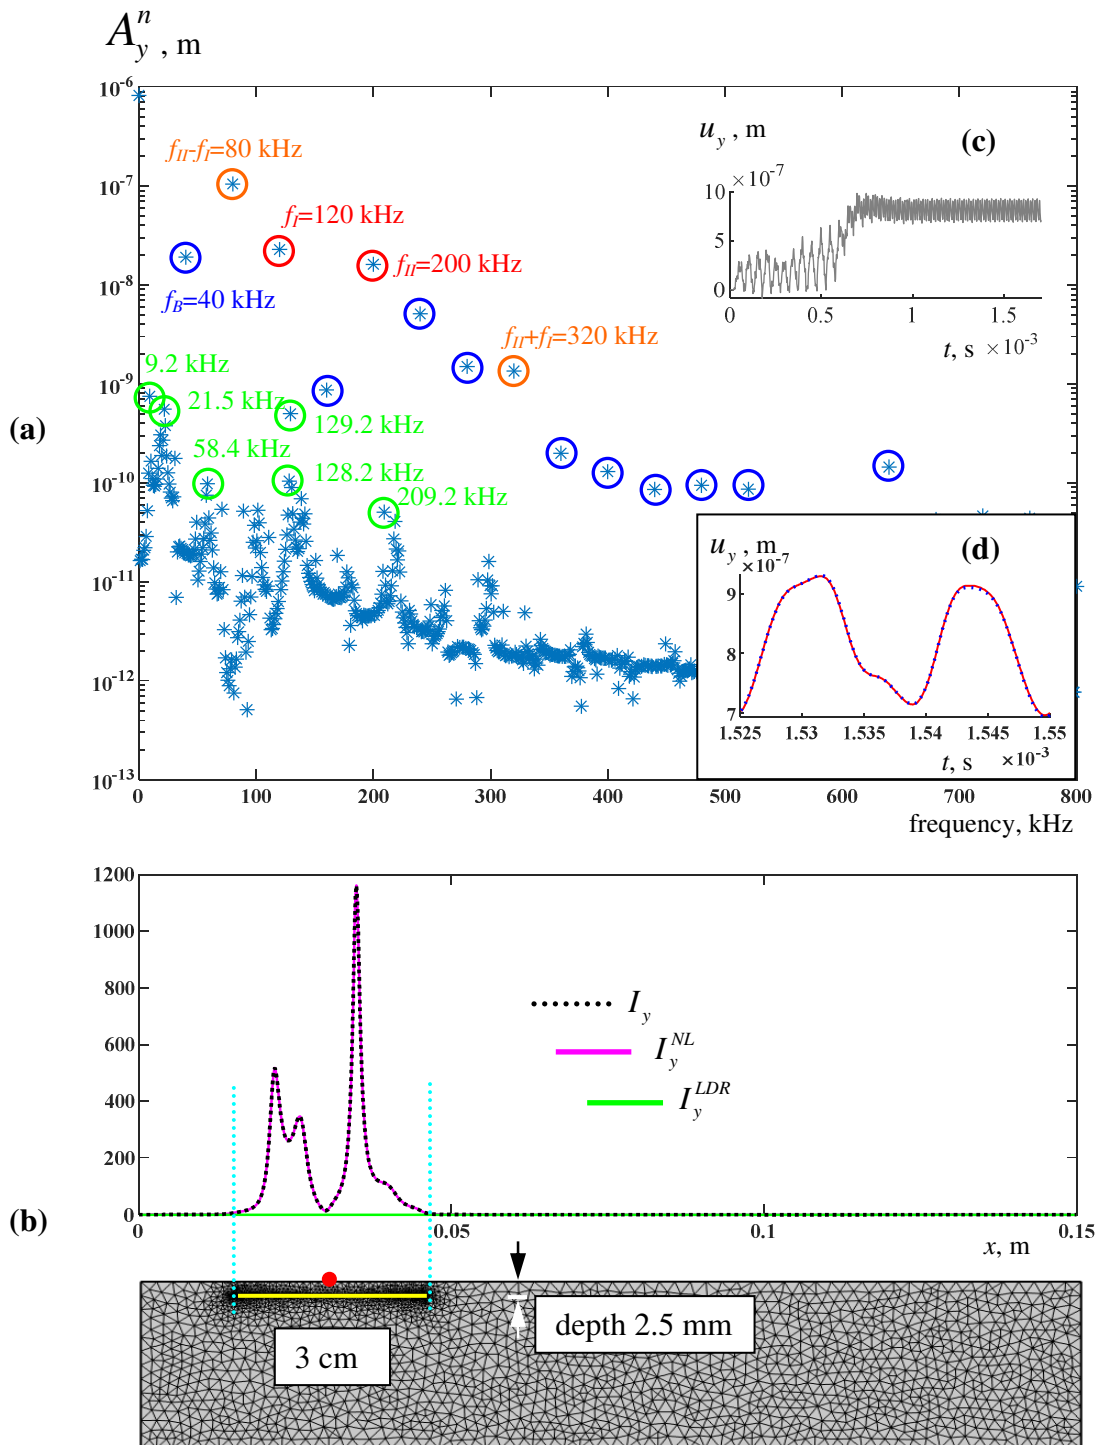 A_y^n , m
10^-6
10^-7
10^-8
10^-9
10^-10
10^-11
10^-12
10^-13
(a)
f_II-f_I=80 kHz
f_I=120 kHz
f_II=200 kHz
f_B=40 kHz
f_II+f_I=320 kHz
9.2 kHz
21.5 kHz
129.2 kHz
58.4 kHz
128.2 kHz
209.2 kHz
(c)
u_y , m
×10^-7
10
5
0
0 0.5 1 1.5
t, s ×10^-3
(d)
u_y , m
×10^-7
9
8
7
1.525 1.53 1.535 1.54 1.545 1.55
t, s ×10^-3
0 100 200 300 400 500 600 700 800
frequency, kHz
(b)
1200
1000
800
600
400
200
0
I_y
I_y^NL
I_y^LDR
0 0.05 0.1 0.15
x, m
depth 2.5 mm
3 cm